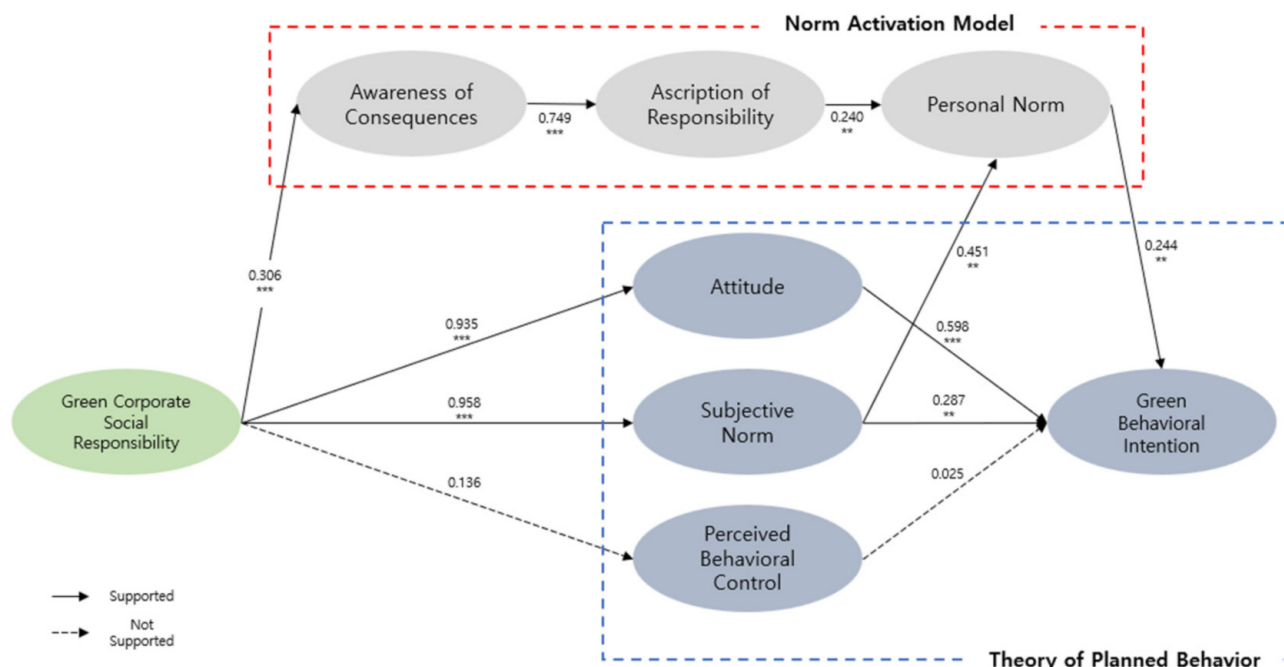 Norm Activation Model
Awareness of
Consequences
0.749
***
Ascription of
Responsibility
0.240
**
Personal Norm
0.306
***
0.451
**
0.244
**
Attitude
0.935
***
0.598
***
Green Corporate
Social
Responsibility
0.958
***
Subjective
Norm
0.287
**
Green
Behavioral
Intention
0.136
0.025
Perceived
Behavioral
Control
Supported
Not
Supported
Theory of Planned Behavior